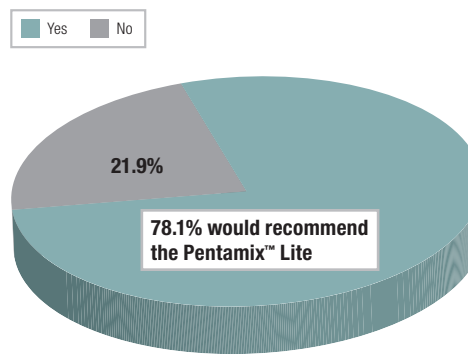 Yes No
21.9%
78.1% would recommend
the Pentamix™ Lite